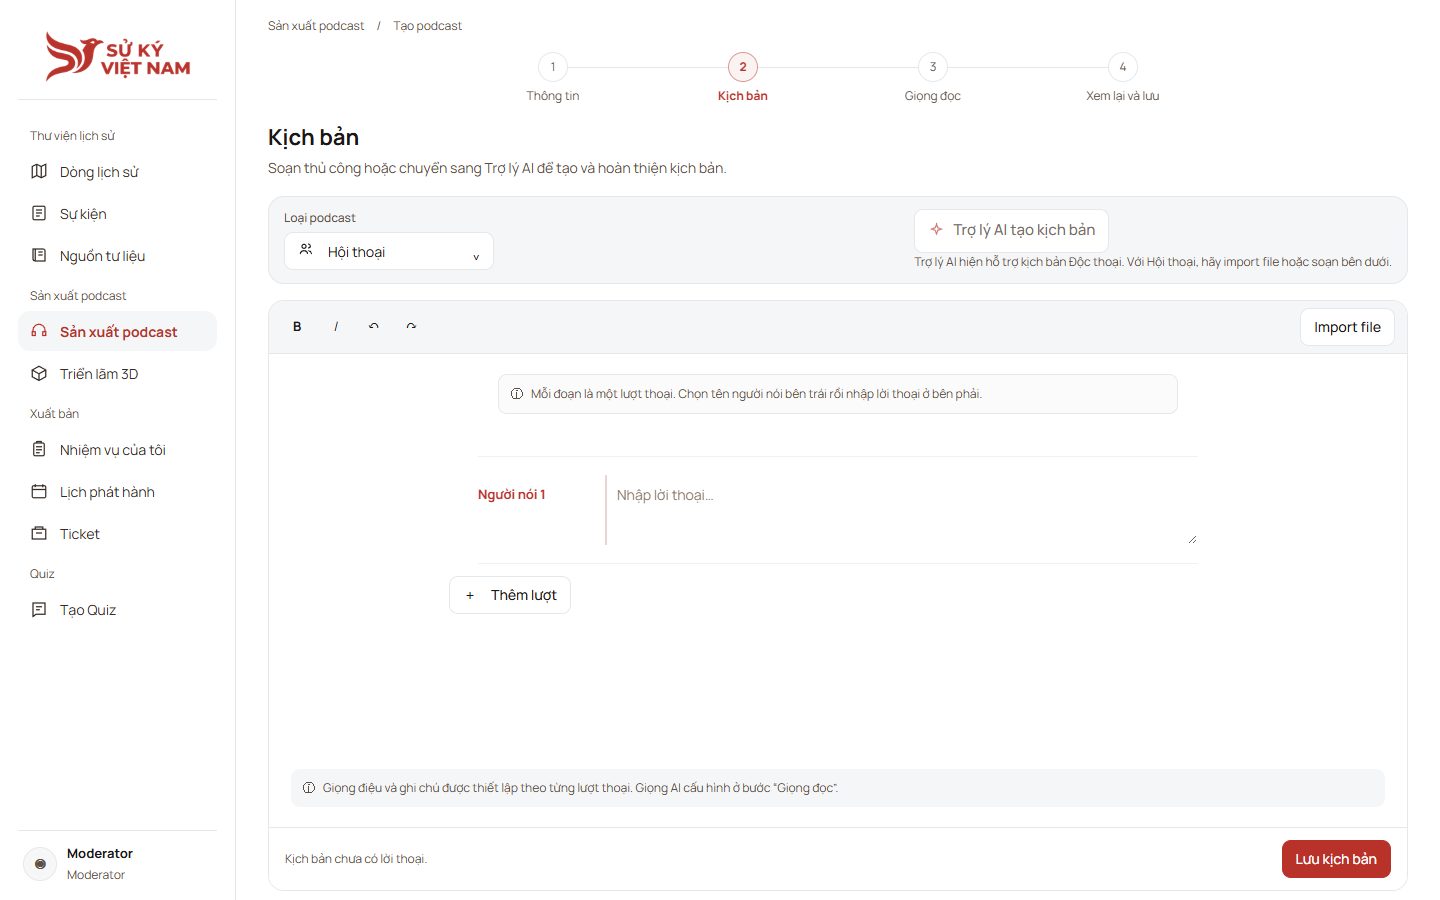 SỬ KÝ
VIỆT NAM
Thư viện lịch sử
Dòng lịch sử
Sự kiện
Nguồn tư liệu
Sản xuất podcast
Sản xuất podcast
Triển lãm 3D
Xuất bản
Nhiệm vụ của tôi
Lịch phát hành
Ticket
Quiz
Tạo Quiz
Moderator
Moderator
Sản xuất podcast / Tạo podcast
1 2 3 4
Thông tin Kịch bản Giọng đọc Xem lại và lưu
Kịch bản
Soạn thủ công hoặc chuyển sang Trợ lý AI để tạo và hoàn thiện kịch bản.
Loại podcast
Hội thoại
Trợ lý AI tạo kịch bản
Trợ lý AI hiện hỗ trợ kịch bản Độc thoại. Với Hội thoại, hãy import file hoặc soạn bên dưới.
B I
Import file
Mỗi đoạn là một lượt thoại. Chọn tên người nói bên trái rồi nhập lời thoại ở bên phải.
Người nói 1 Nhập lời thoại...
+ Thêm lượt
Giọng điệu và ghi chú được thiết lập theo từng lượt thoại. Giọng AI cấu hình ở bước “Giọng đọc”.
Kịch bản chưa có lời thoại.
Lưu kịch bản